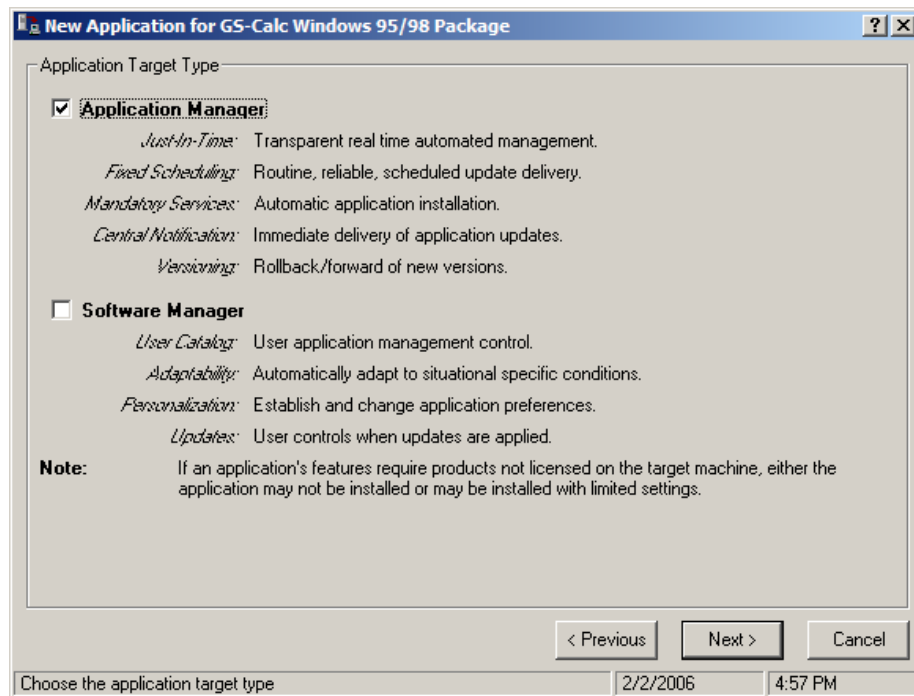 New Application for GS-Calc Windows 95/98 Package
Application Target Type
Application Manager
Just-In-Time: Transparent real time automated management.
Fixed Scheduling: Routine, reliable, scheduled update delivery.
Mandatory Services: Automatic application installation.
Central Notification: Immediate delivery of application updates.
Versioning: Rollback/forward of new versions.
Software Manager
User Catalog: User application management control.
Adaptability: Automatically adapt to situational specific conditions.
Personalization: Establish and change application preferences.
Updates: User controls when updates are applied.
Note: If an application's features require products not licensed on the target machine, either the
application may not be installed or may be installed with limited settings.
< Previous Next > Cancel
Choose the application target type 2/2/2006 4:57 PM